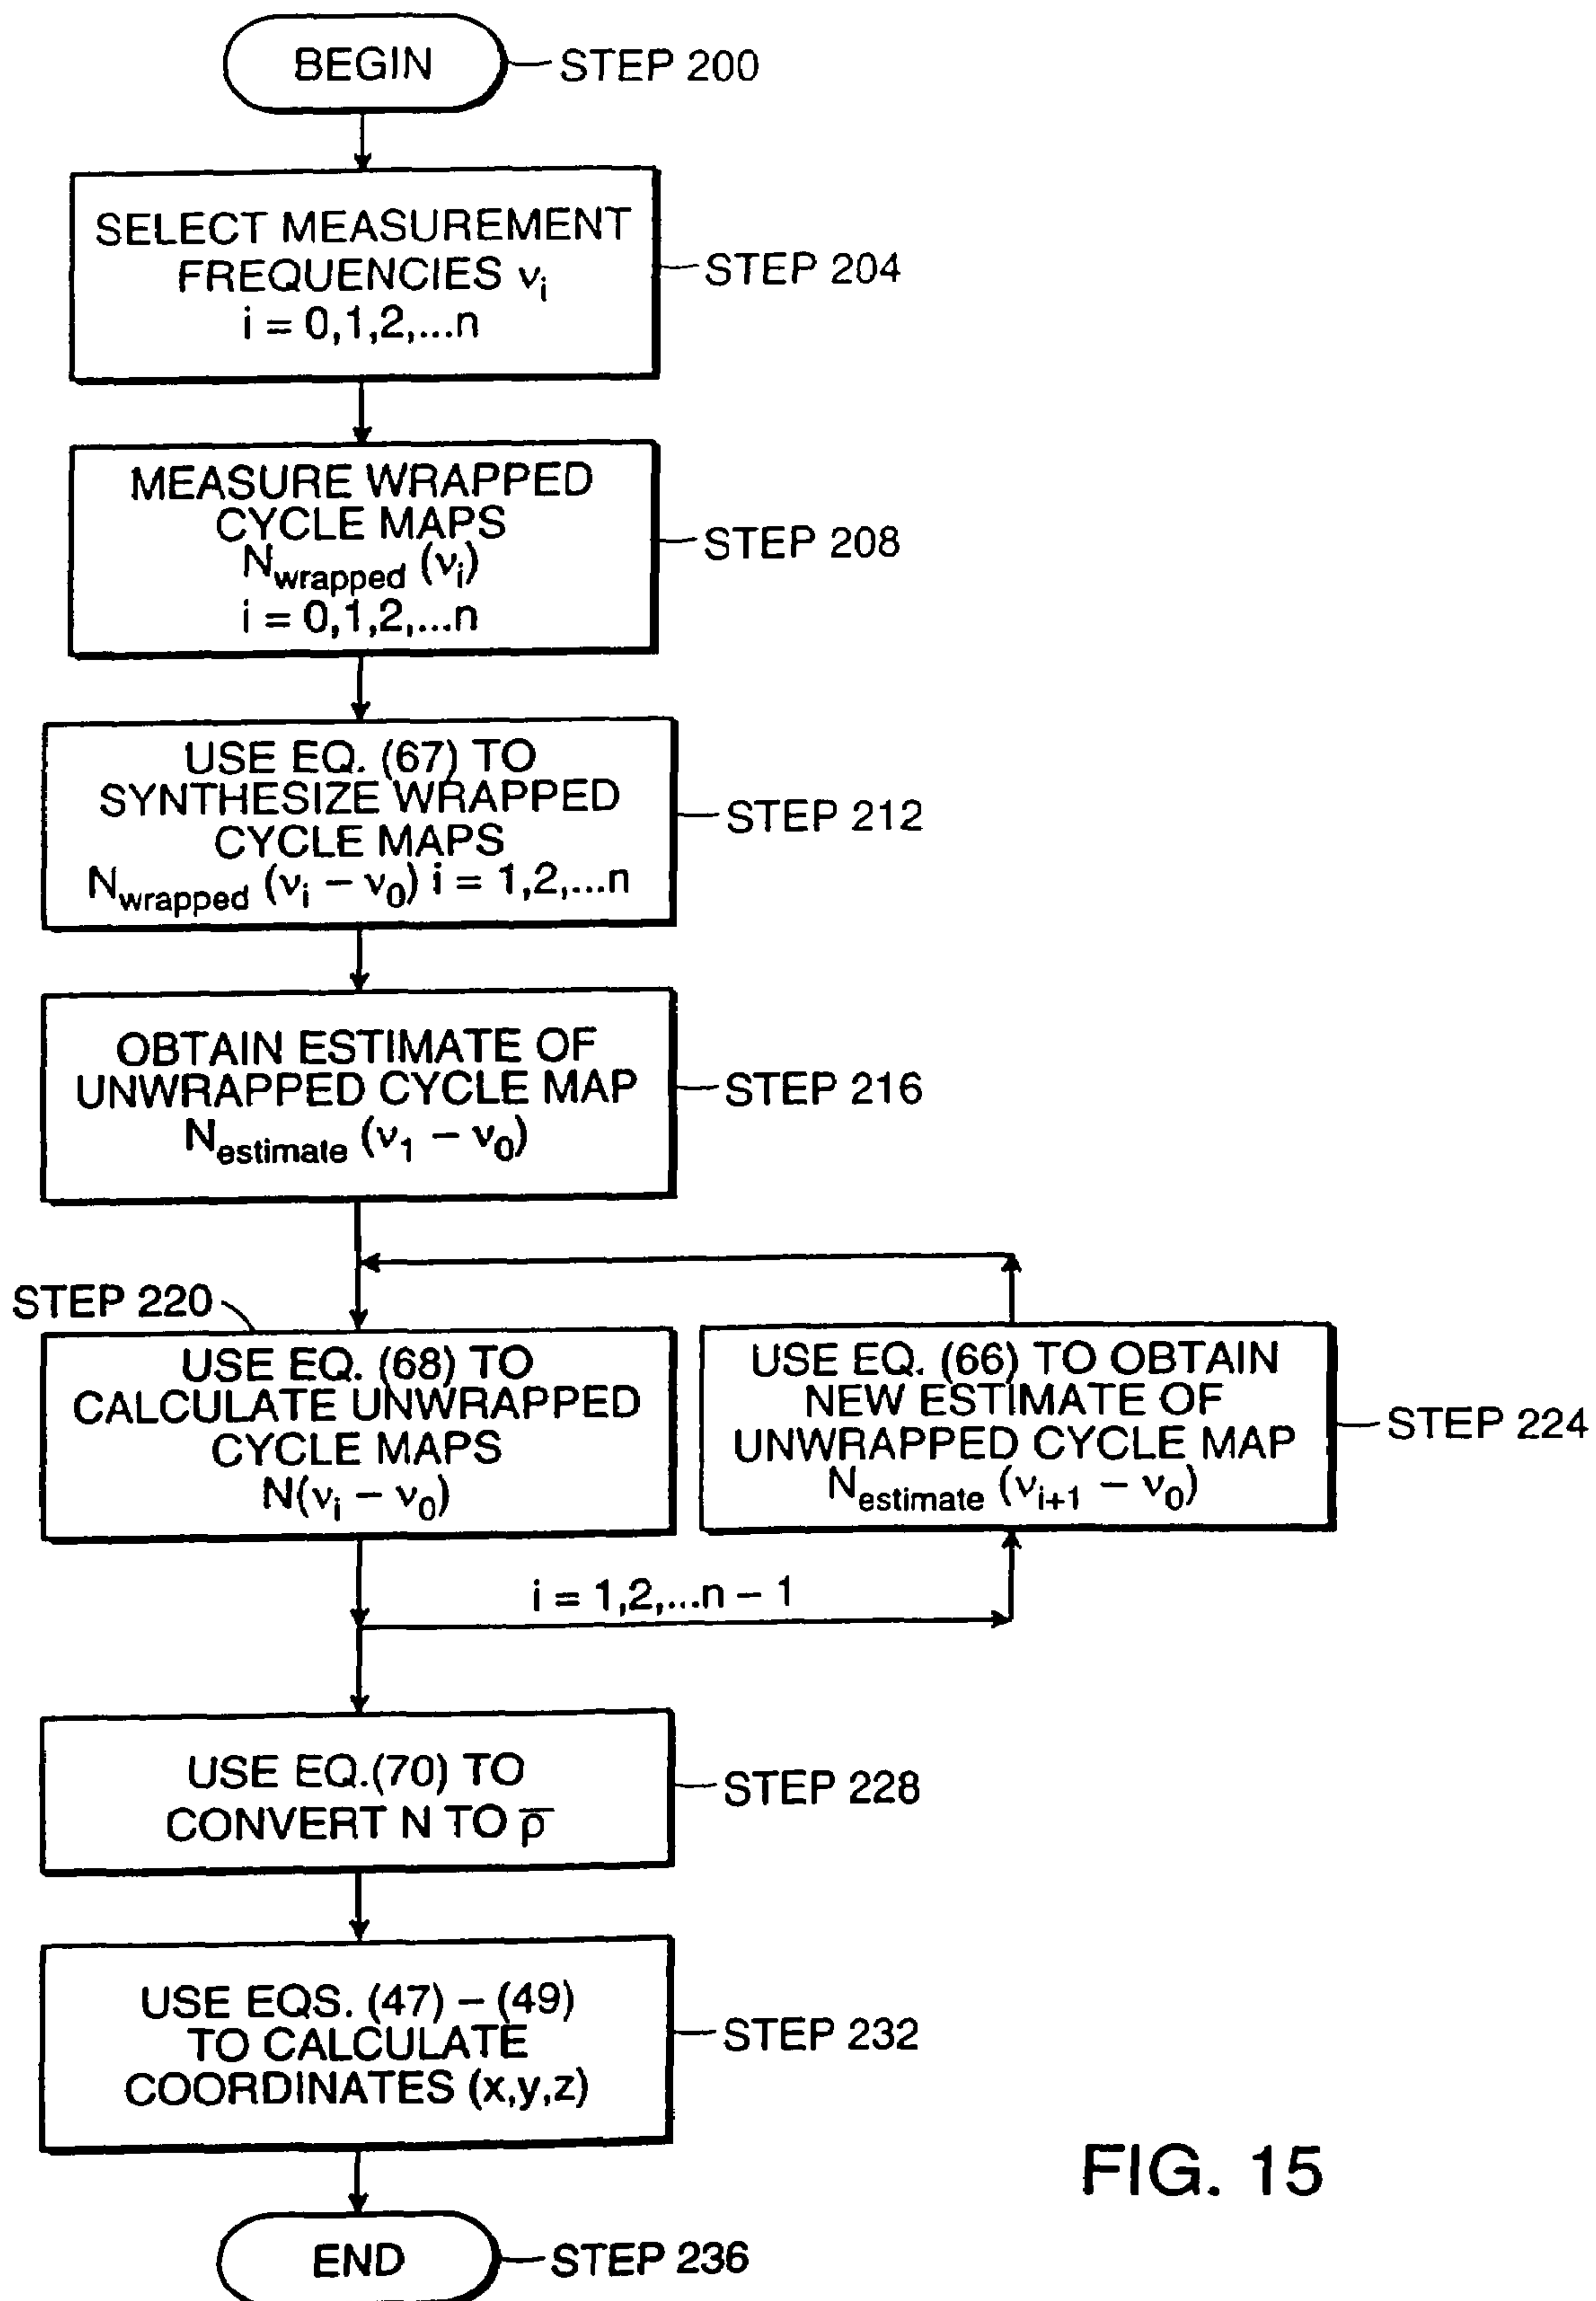 BEGIN
STEP 200
SELECT MEASUREMENT
FREQUENCIES νi
i = 0,1,2,...n
STEP 204
MEASURE WRAPPED
CYCLE MAPS
Nwrapped (νi)
i = 0,1,2,...n
STEP 208
USE EQ. (67) TO
SYNTHESIZE WRAPPED
CYCLE MAPS
Nwrapped (νi – ν0) i = 1,2,...n
STEP 212
OBTAIN ESTIMATE OF
UNWRAPPED CYCLE MAP
Nestimate (ν1 – ν0)
STEP 216
STEP 220
USE EQ. (68) TO
CALCULATE UNWRAPPED
CYCLE MAPS
N(νi – ν0)
USE EQ. (66) TO OBTAIN
NEW ESTIMATE OF
UNWRAPPED CYCLE MAP
Nestimate (νi+1 – ν0)
STEP 224
i = 1,2,...n – 1
USE EQ.(70) TO
CONVERT N TO ρ̅
STEP 228
USE EQS. (47) – (49)
TO CALCULATE
COORDINATES (x,y,z)
STEP 232
END
STEP 236
FIG. 15